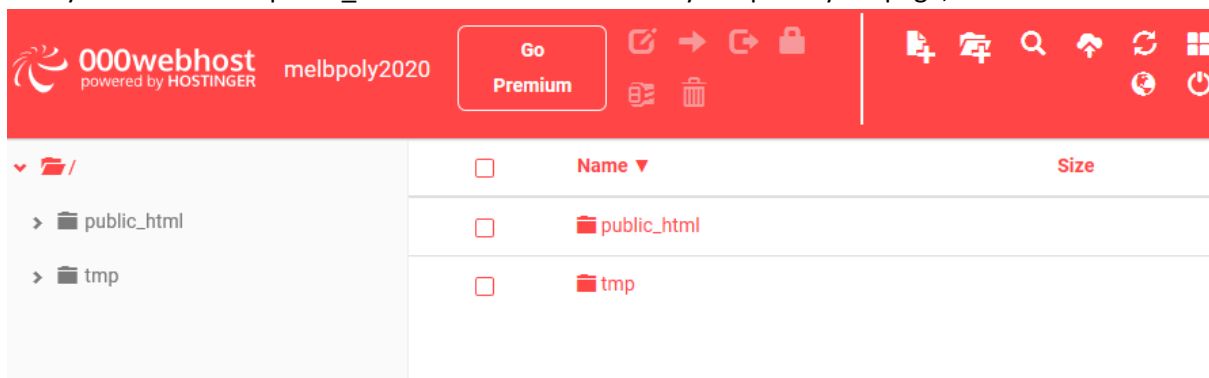 000webhost
powered by HOSTINGER
melbpoly2020
Go
Premium
/
Name ▼
Size
public_html
public_html
tmp
tmp